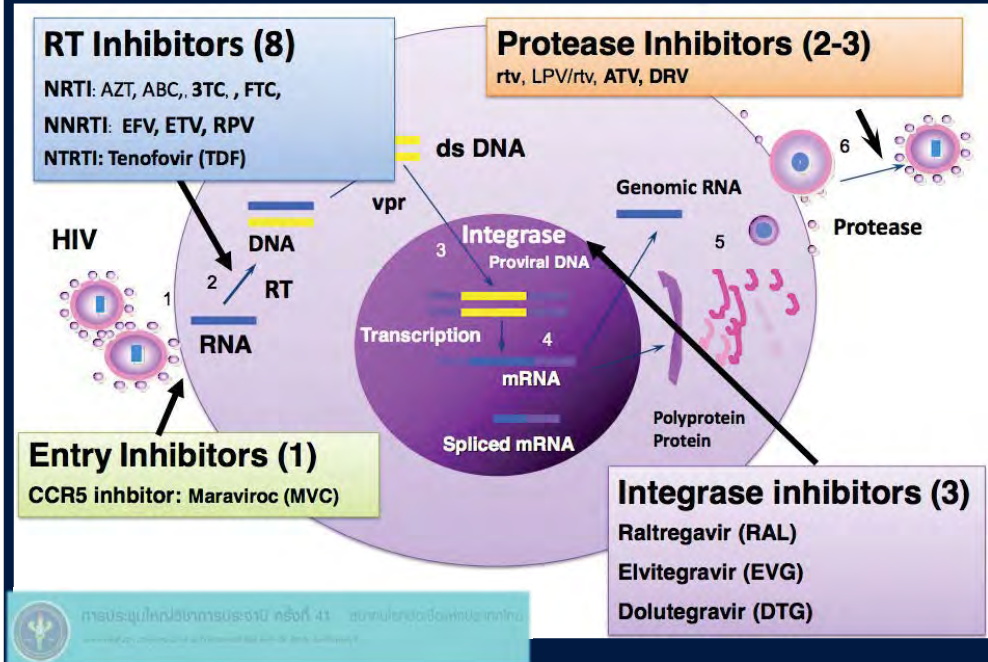 RT Inhibitors (8)
NRTI: AZT, ABC,, 3TC, , FTC,
NNRTI: EFV, ETV, RPV
NTRTI: Tenofovir (TDF)
Protease Inhibitors (2-3)
rtv, LPV/rtv, ATV, DRV
ds DNA
vpr
Genomic RNA
6
Protease
5
HIV
DNA
1
2
RT
RNA
3
Integrase
Proviral DNA
Transcription
4
mRNA
Spliced mRNA
Polyprotein
Protein
Entry Inhibitors (1)
CCR5 inhbitor: Maraviroc (MVC)
Integrase inhibitors (3)
Raltregavir (RAL)
Elvitegravir (EVG)
Dolutegravir (DTG)
การประชุมใหญ่วิชาการประจำปี ครั้งที่ 41